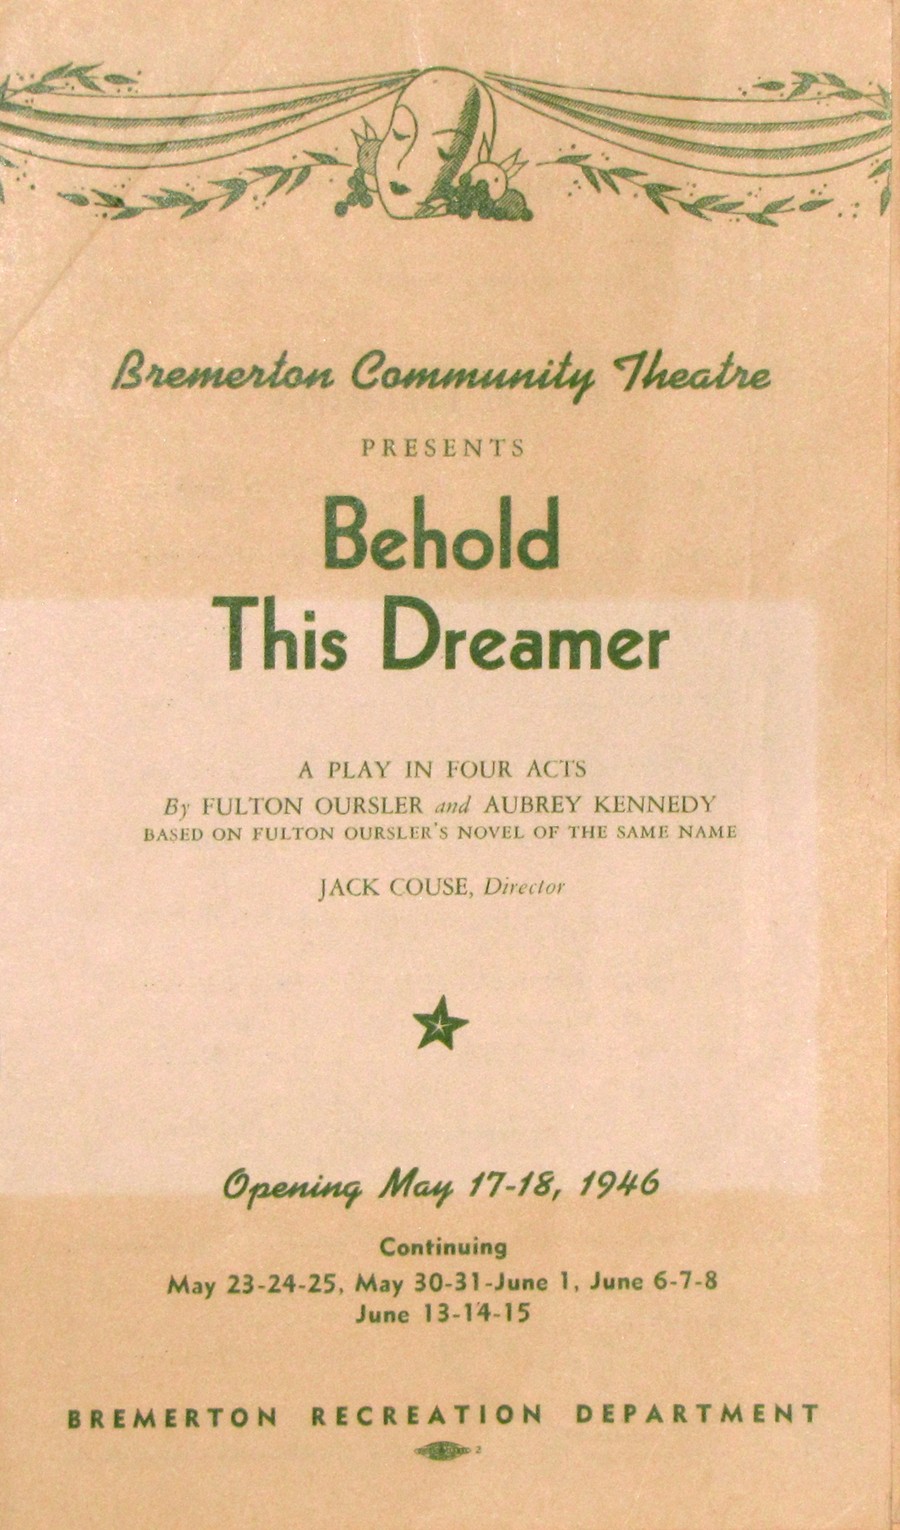 Bremerton Community Theatre
PRESENTS
Behold
This Dreamer
A PLAY IN FOUR ACTS
By FULTON OURSLER and AUBREY KENNEDY
BASED ON FULTON OURSLER'S NOVEL OF THE SAME NAME
JACK COUSE, Director
Opening May 17-18, 1946
Continuing
May 23-24-25, May 30-31-June 1, June 6-7-8
June 13-14-15
BREMERTON RECREATION DEPARTMENT
2